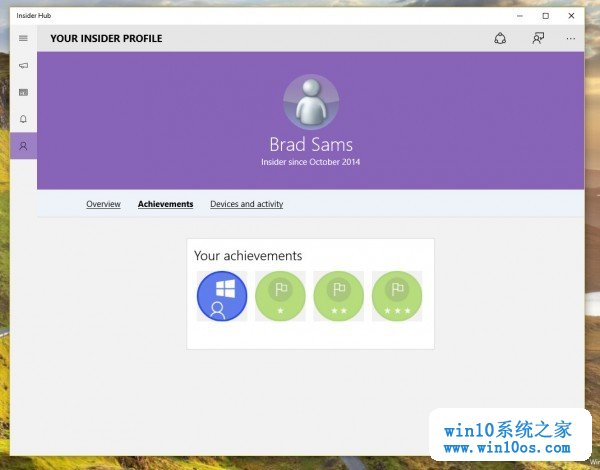 Insider Hub
YOUR INSIDER PROFILE
Brad Sams
Insider since October 2014
Overview Achievements Devices and activity
Your achievements
win10系统之家
www.win10os.com
Win